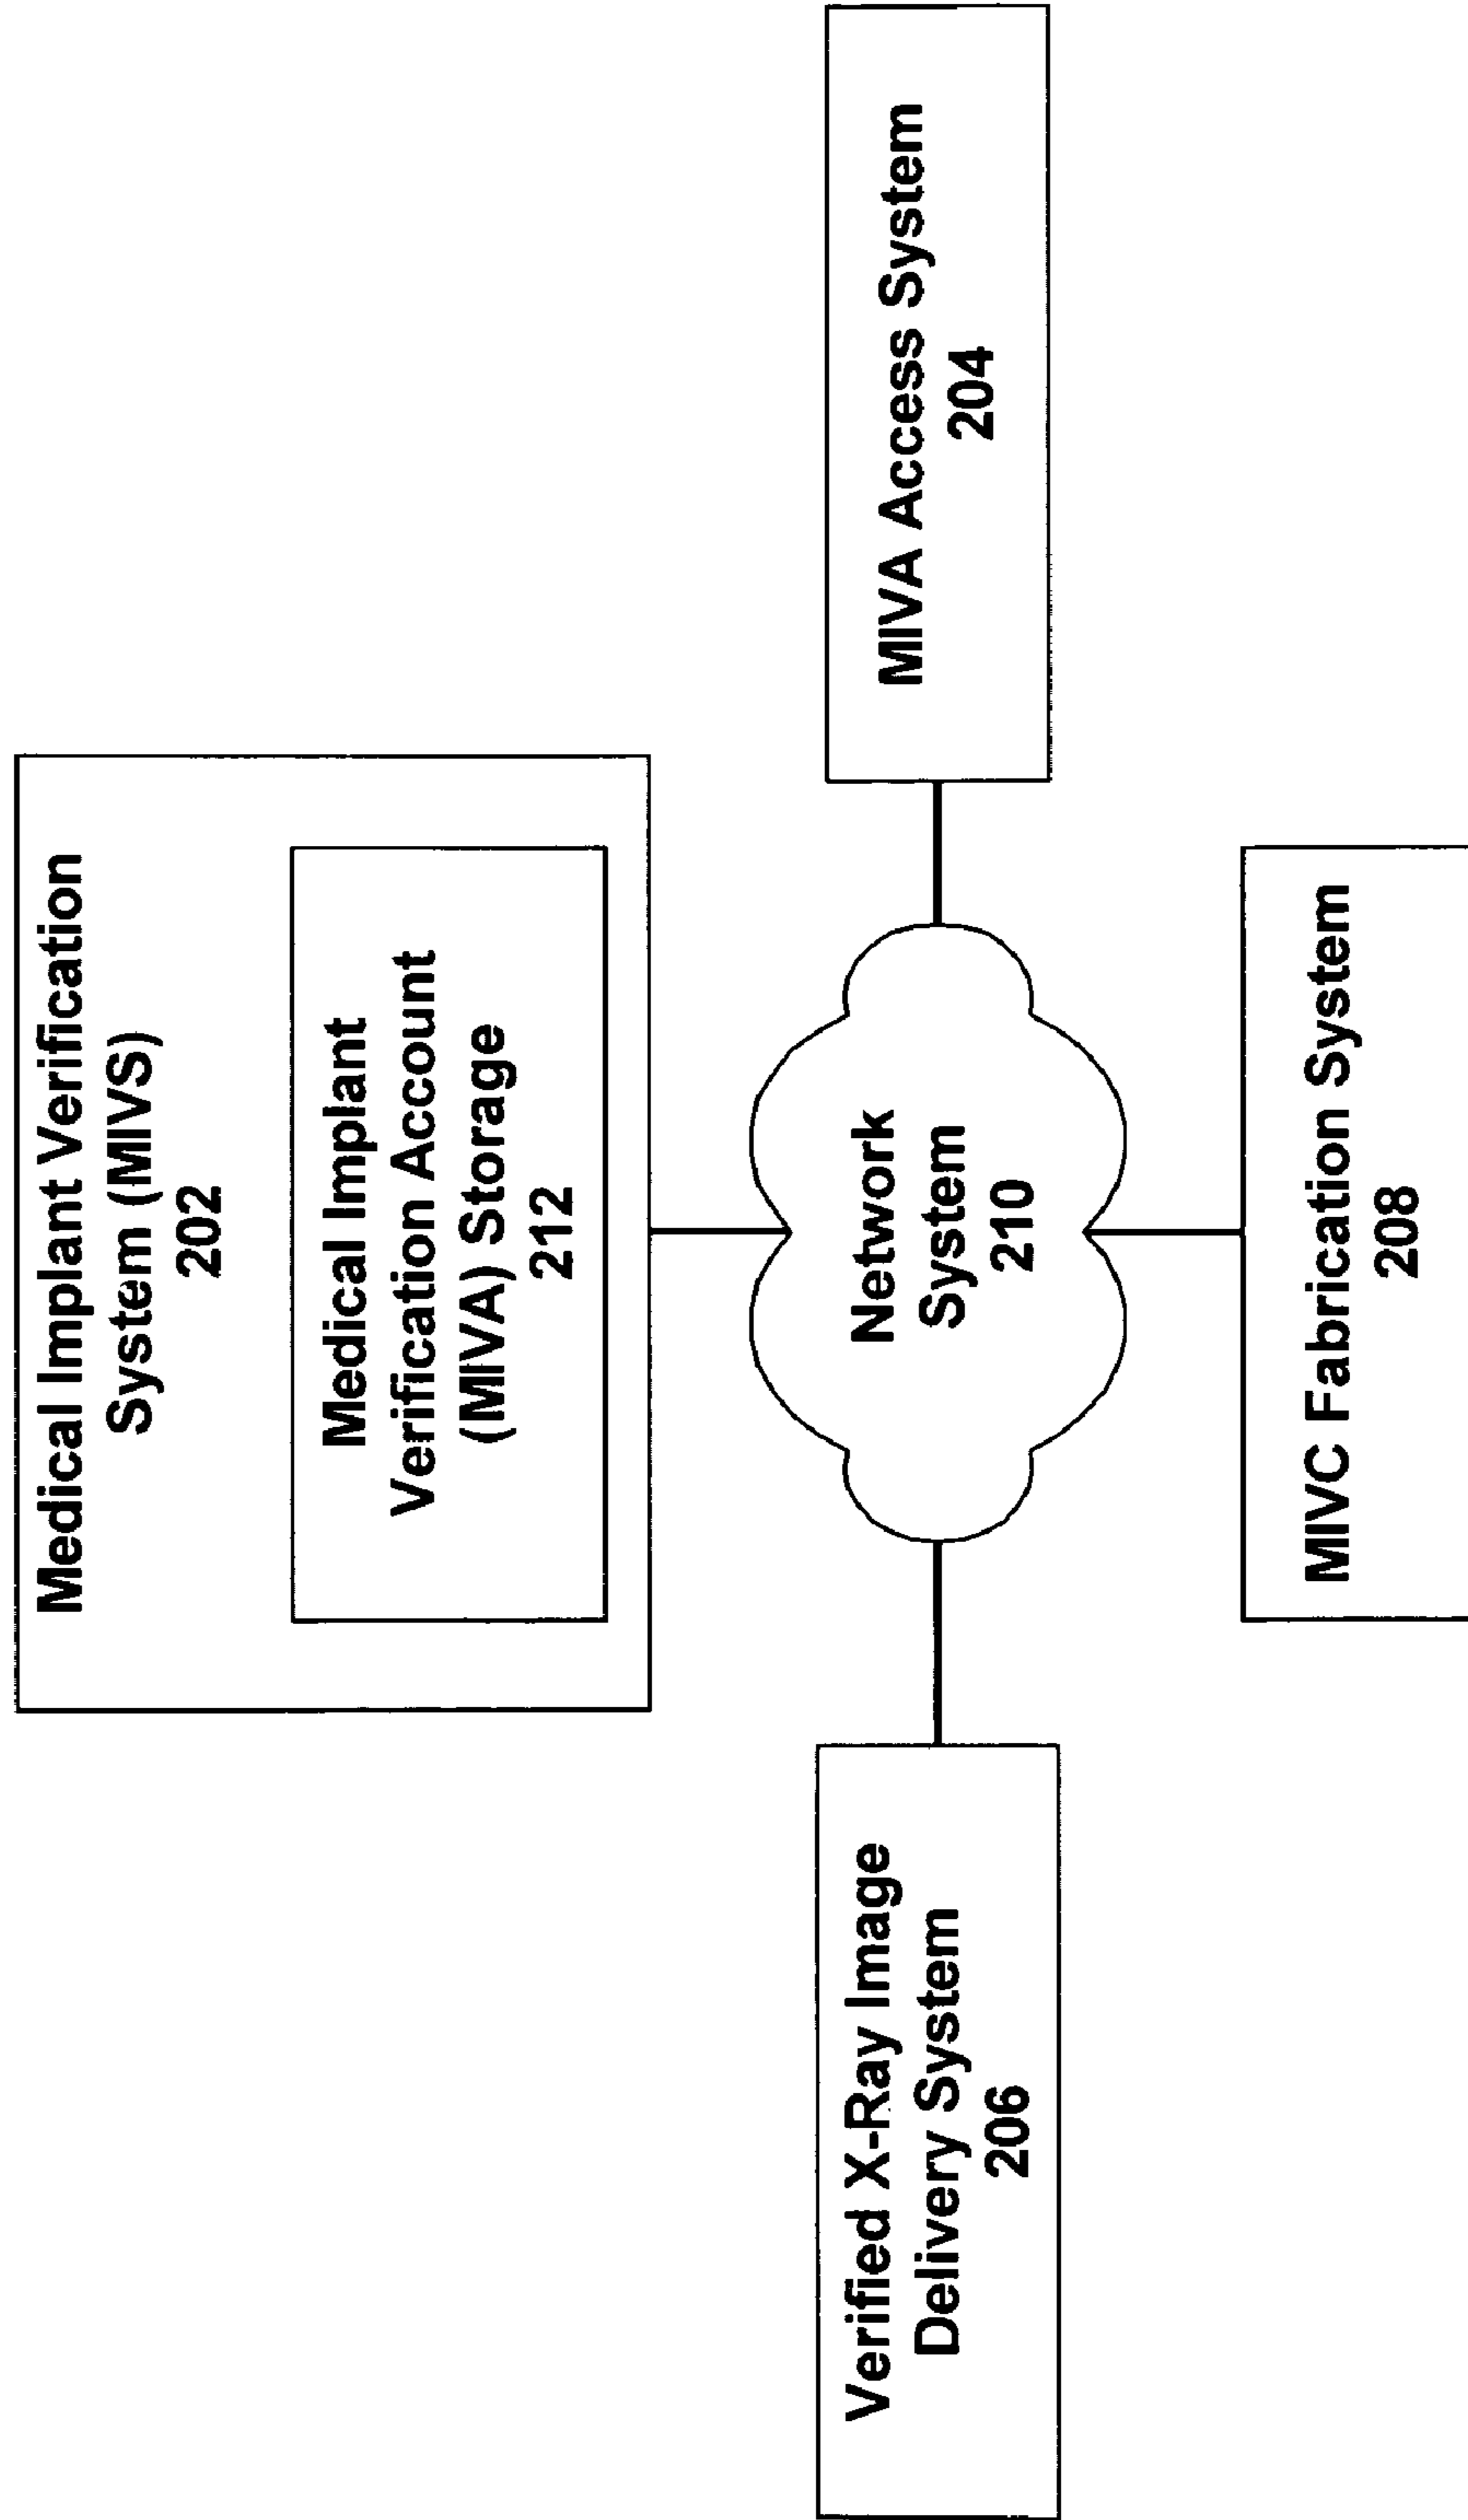 Medical Implant Verification
System (MIVS)
202
Medical Implant
Verification Account
(MIVA) Storage
212
Verified X-Ray Image
Delivery System
206
Network
System
210
MIVA Access System
204
MIVC Fabrication System
208